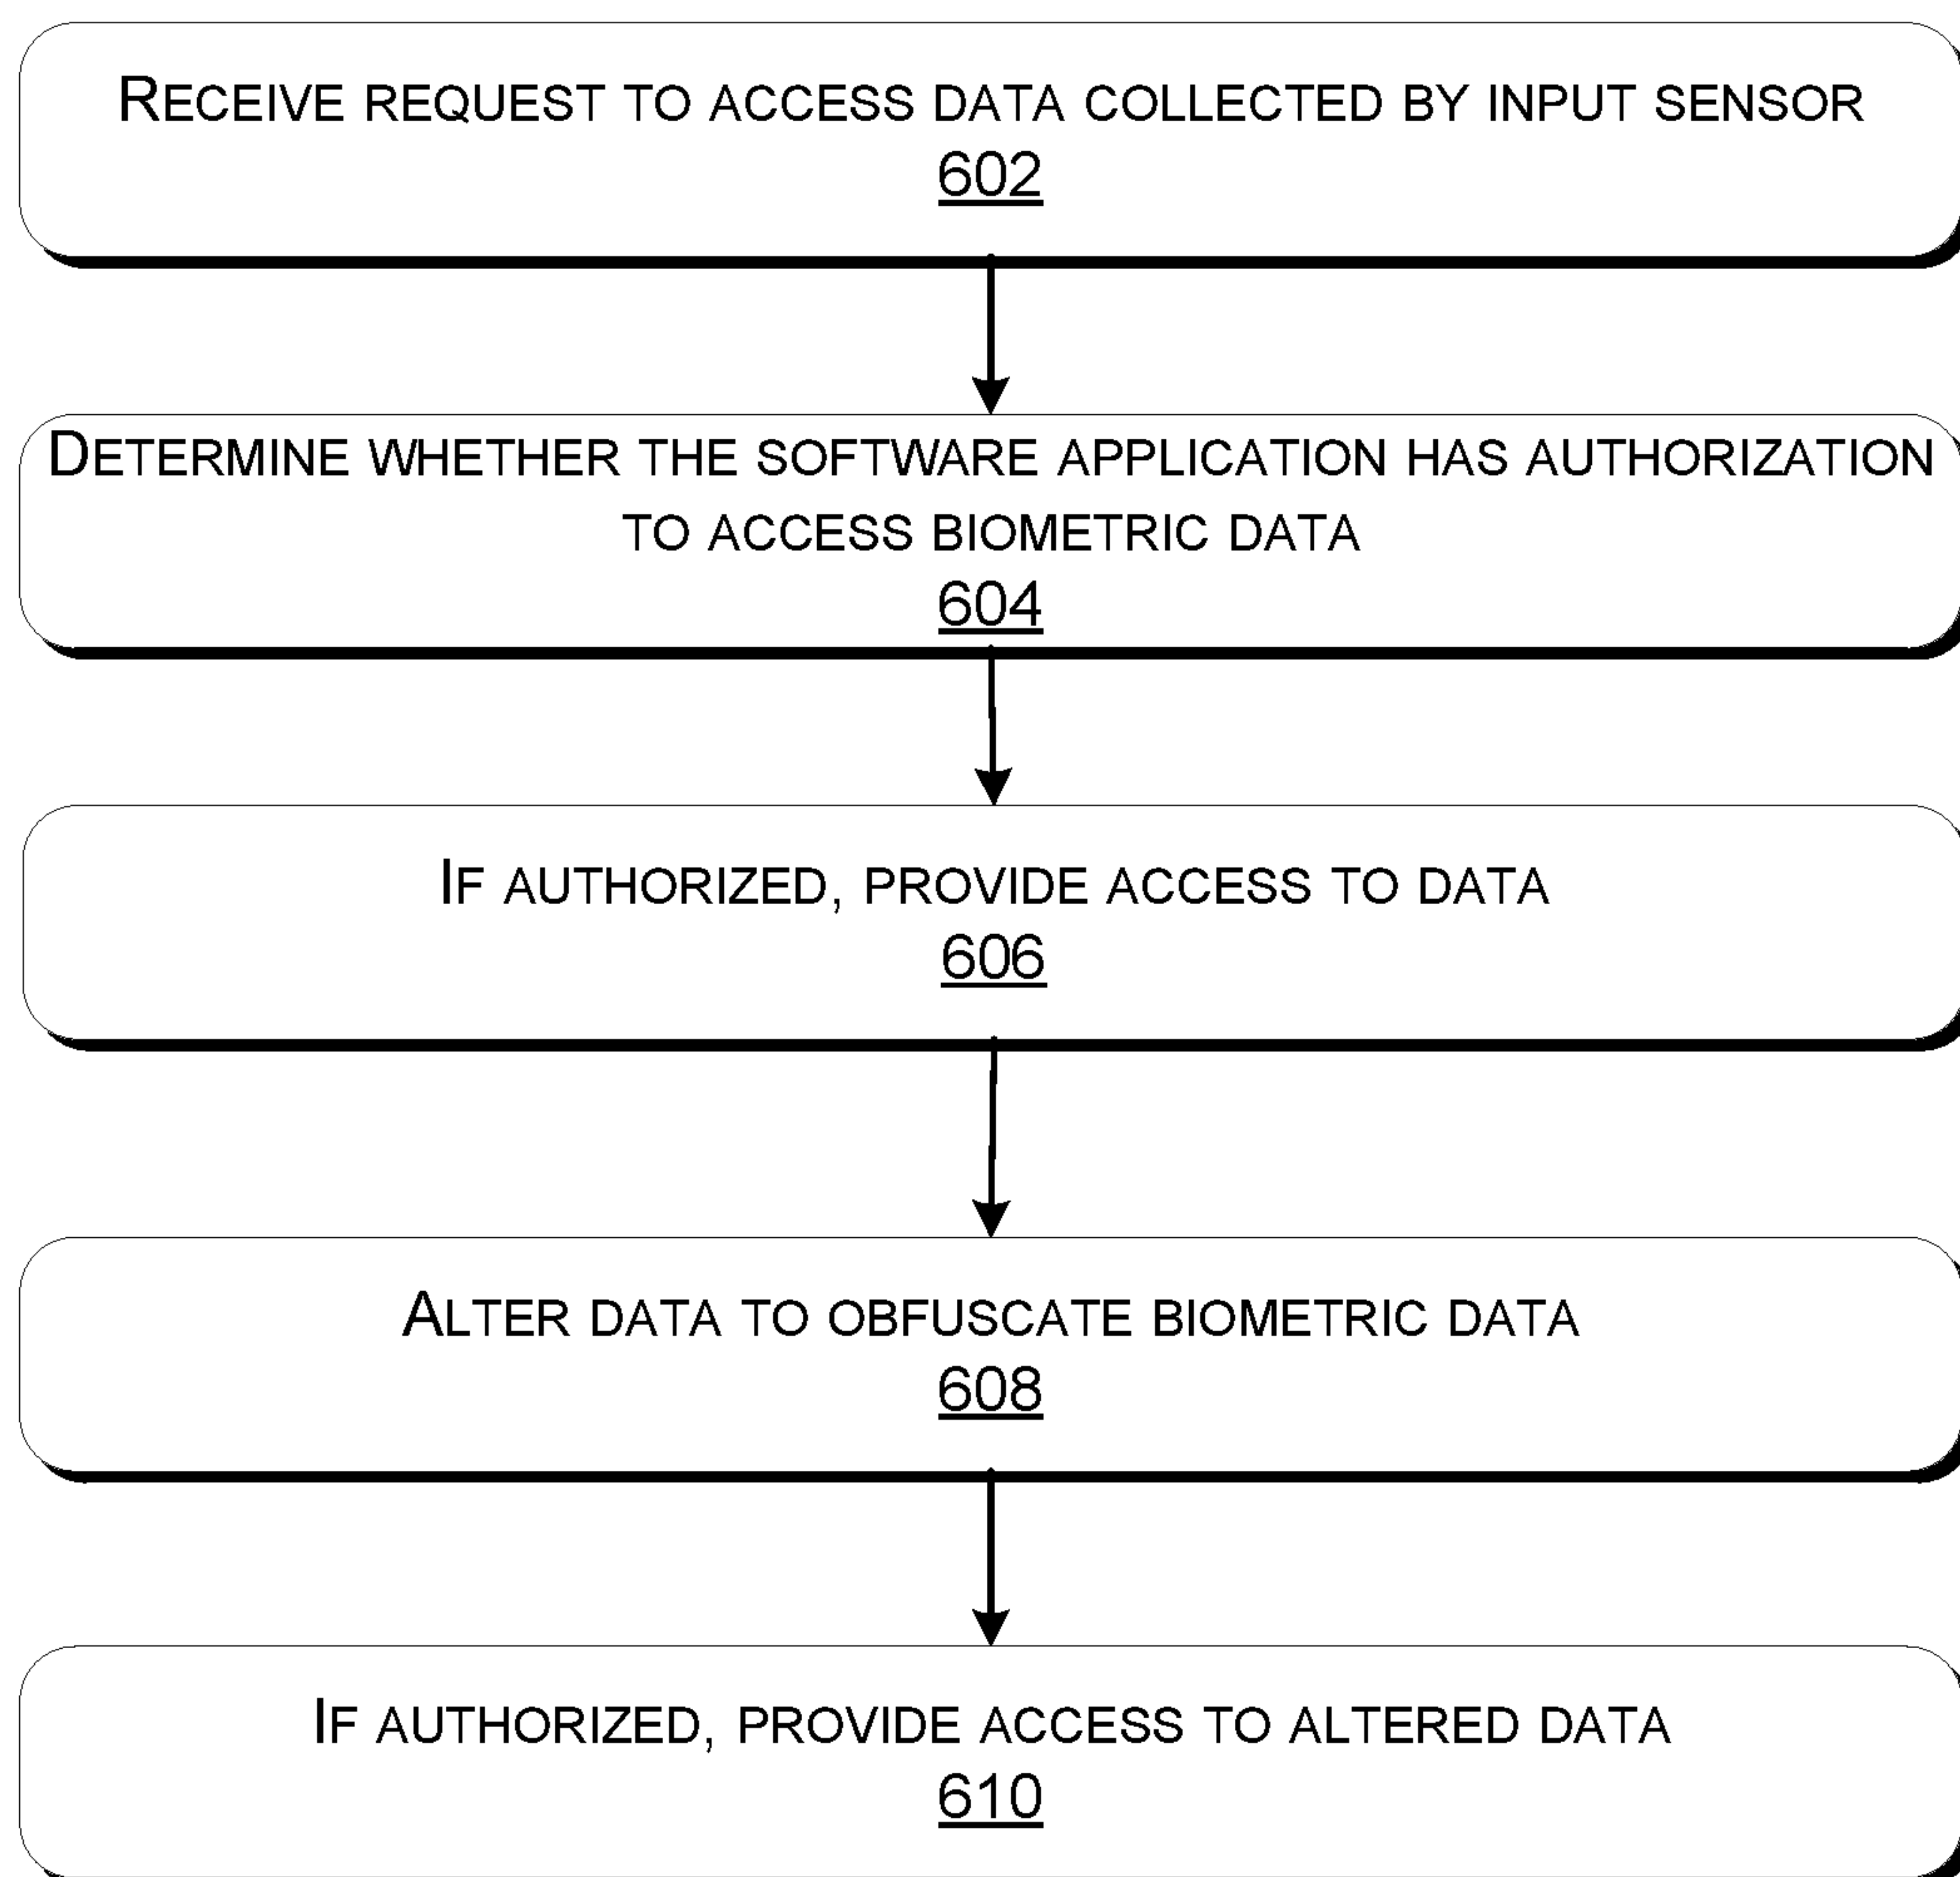 RECEIVE REQUEST TO ACCESS DATA COLLECTED BY INPUT SENSOR
602
DETERMINE WHETHER THE SOFTWARE APPLICATION HAS AUTHORIZATION
TO ACCESS BIOMETRIC DATA
604
IF AUTHORIZED, PROVIDE ACCESS TO DATA
606
ALTER DATA TO OBFUSCATE BIOMETRIC DATA
608
IF AUTHORIZED, PROVIDE ACCESS TO ALTERED DATA
610